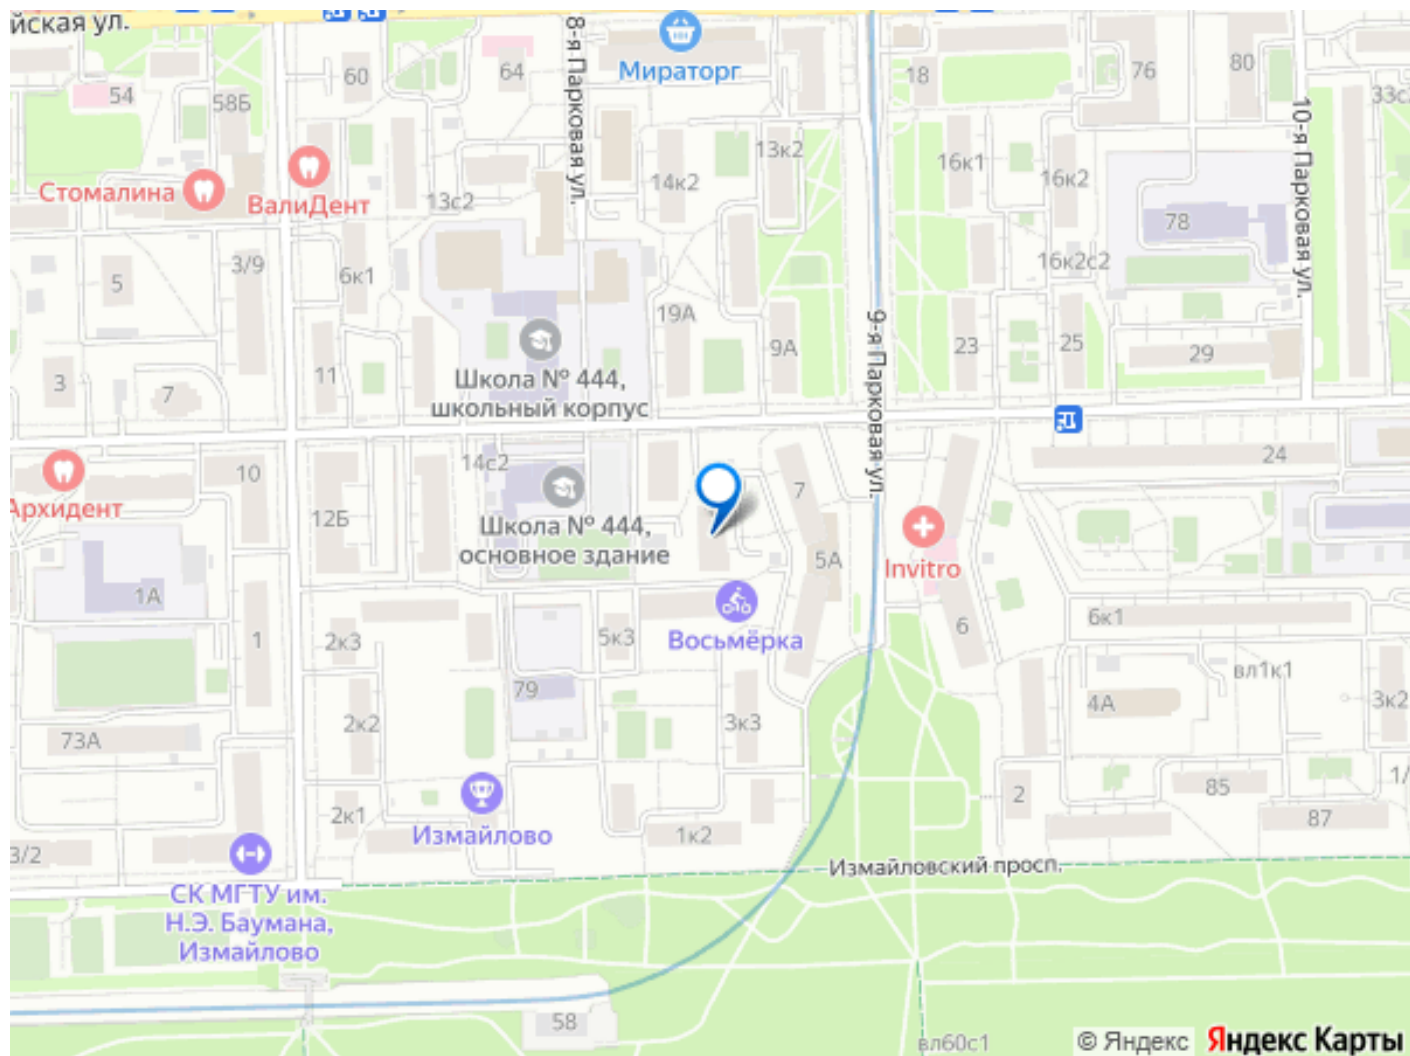 йская ул.
8-я Парковая ул.
Мираторг
60
64
18
76
80
54
58Б
33с
10-я Парковая ул.
13к2
16к1
14к2
16к2
Стомалина
ВалиДент
13с2
78
3/9
6к1
16к2с2
5
19А
9-я Парковая ул.
9А
23
25
29
11
3
7
Школа № 444,
школьный корпус
24
14с2
10
7
Архидент
12Б
Школа № 444,
основное здание
5А
Invitro
1А
6к1
1
2к3
5к3
Восьмёрка
6
вл1к1
79
4А
3к2
2к2
3к3
73А
1/
85
2
2к1
Измайлово
1к2
87
3/2
Измайловский просп.
СК МГТУ им.
Н.Э. Баумана,
Измайлово
58
вл60с1
© Яндекс Яндекс Карты